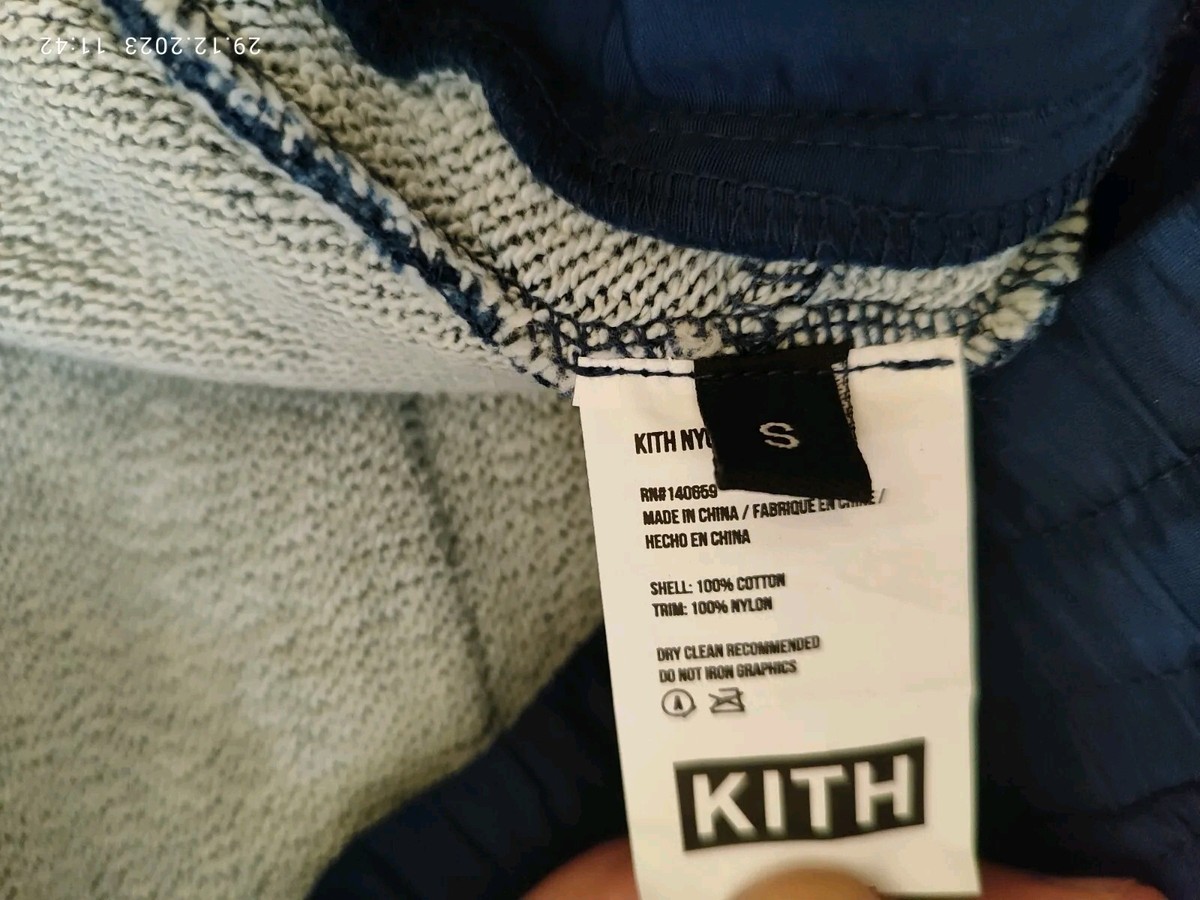 29.12.2023 11:42
S
KITH NY
RN#140659
MADE IN CHINA / FABRIQUE EN CHINE /
HECHO EN CHINA
SHELL: 100% COTTON
TRIM: 100% NYLON
DRY CLEAN RECOMMENDED
DO NOT IRON GRAPHICS
A
KITH